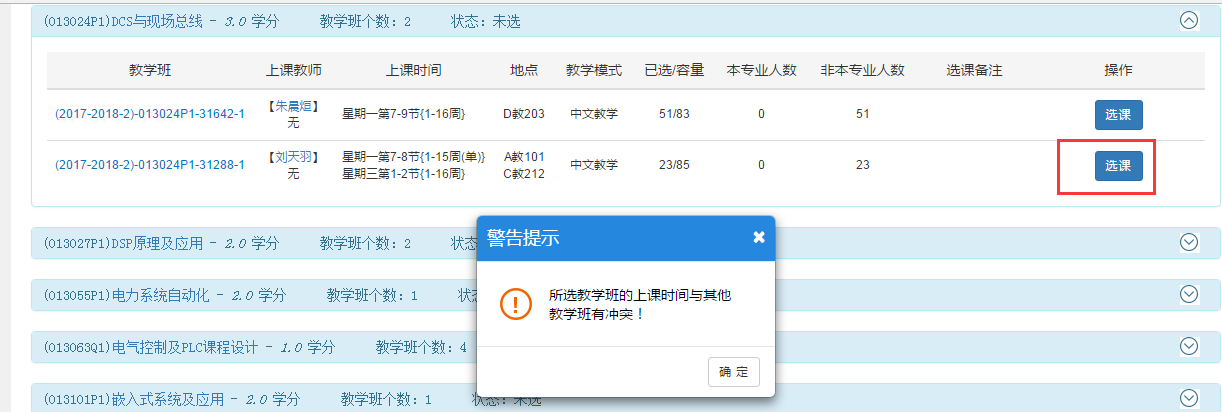 (013024P1)DCS与现场总线 - 3.0 学分 教学班个数：2 状态：未选
教学班 上课教师 上课时间 地点 教学模式 已选/容量 本专业人数 非本专业人数 选课备注 操作
(2017-2018-2)-013024P1-31642-1 【朱晨烜】 星期一第7-9节{1-16周} D教203 中文教学 51/83 0 51 选课
无
(2017-2018-2)-013024P1-31288-1 【刘天羽】 星期一第7-8节{1-15周(单)} A教101 中文教学 23/85 0 23 选课
无 星期三第1-2节{1-16周} C教212
(013027P1)DSP原理及应用 - 2.0 学分 教学班个数：2 状态
(013055P1)电力系统自动化 - 2.0 学分 教学班个数：1 状
(013063Q1)电气控制及PLC课程设计 - 1.0 学分 教学班个数：4
(013101P1)嵌入式系统及应用 - 2.0 学分 教学班个数：1 状态：未选
警告提示
所选教学班的上课时间与其他
教学班有冲突！
确 定